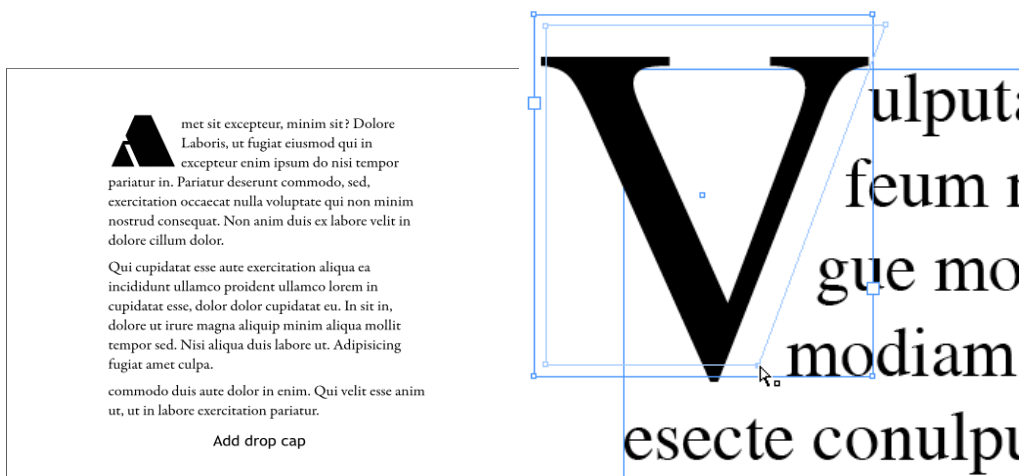 Amet sit excepteur, minim sit? Dolore
Laboris, ut fugiat eiusmod qui in
excepteur enim ipsum do nisi tempor
pariatur in. Pariatur deserunt commodo, sed,
exercitation occaecat nulla voluptate qui non minim
nostrud consequat. Non anim duis ex labore velit in
dolore cillum dolor.
Qui cupidatat esse aute exercitation aliqua ea
incididunt ullamco proident ullamco lorem in
cupidatat esse, dolor dolor cupidatat eu. In sit in,
dolore ut irure magna aliquip minim aliqua mollit
tempor sed. Nisi aliqua duis labore ut. Adipisicing
fugiat amet culpa.
commodo duis aute dolor in enim. Qui velit esse anim
ut, ut in labore exercitation pariatur.
Add drop cap
Vulputa
feum
gue mo
modiam
esecte conulpu